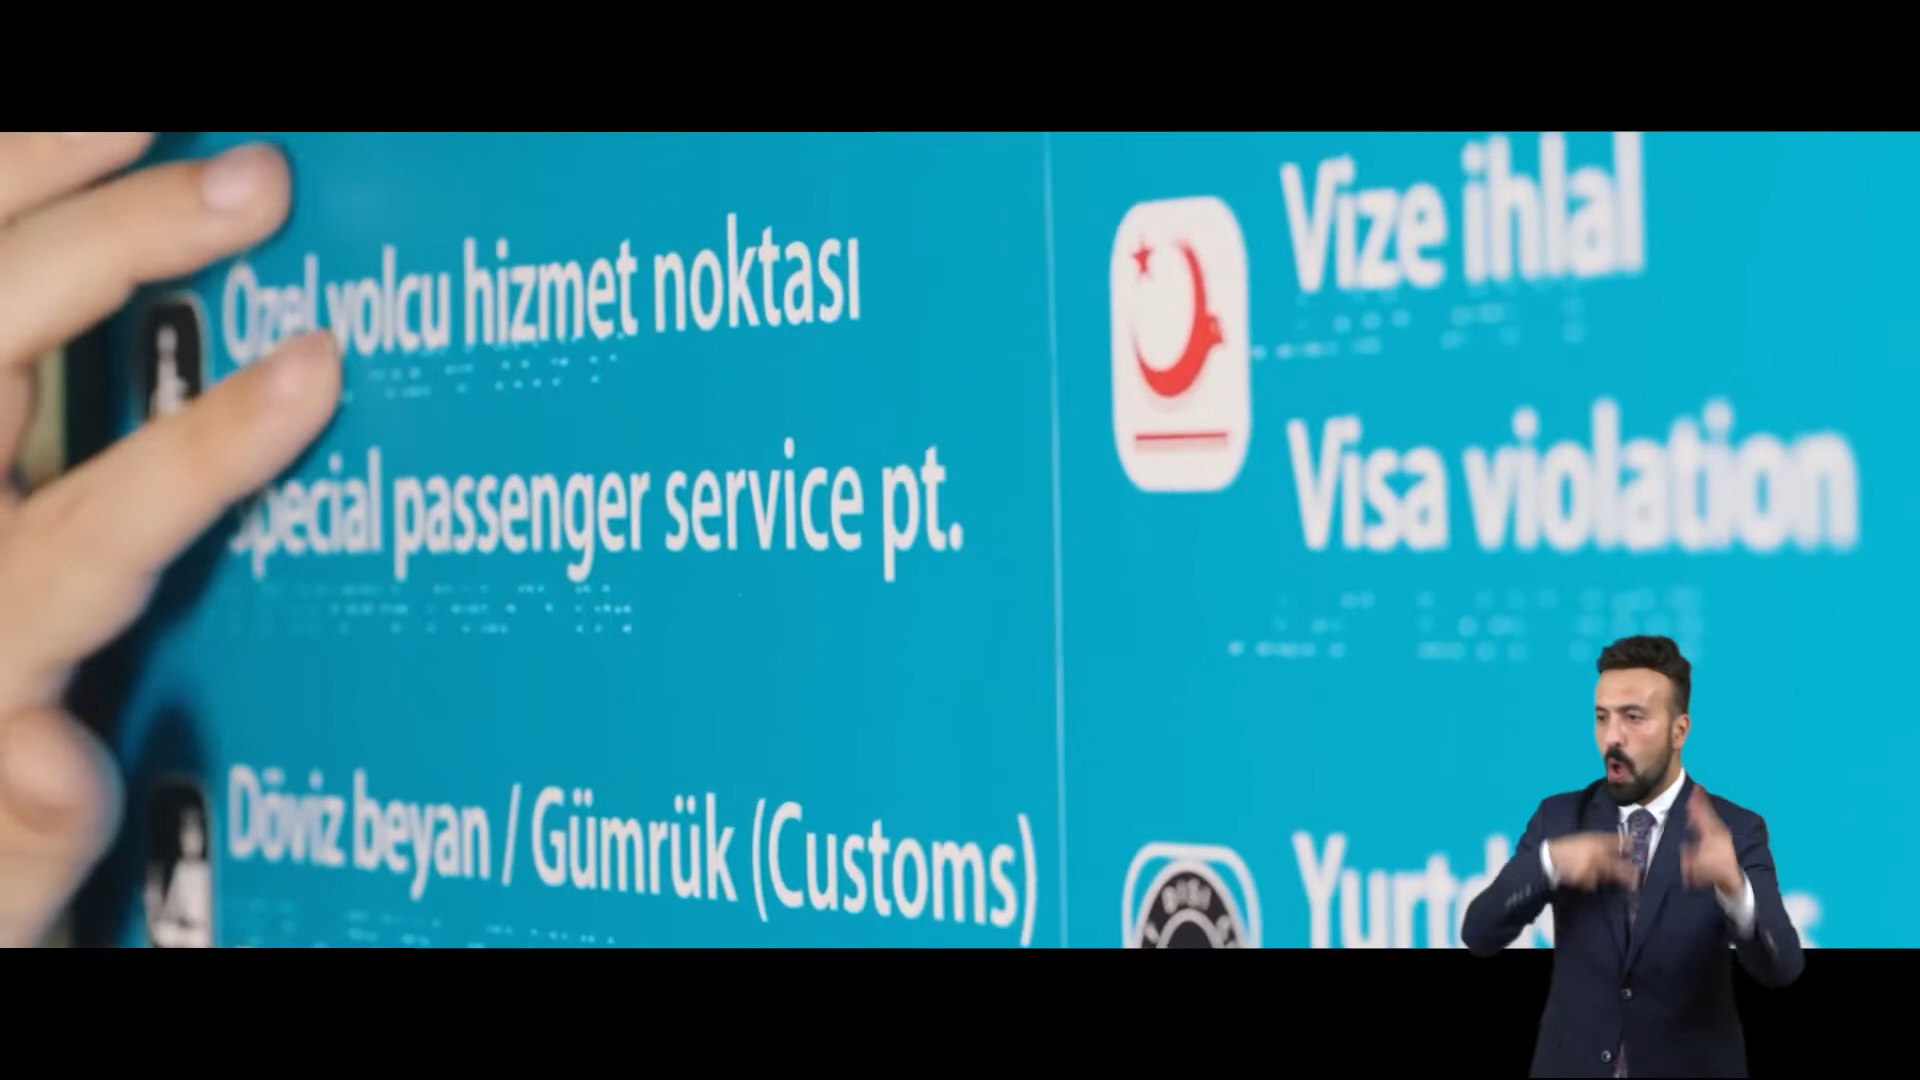 Özel yolcu hizmet noktası
Special passenger service pt.
Döviz beyan / Gümrük (Customs)
Vize ihlal
Visa violation